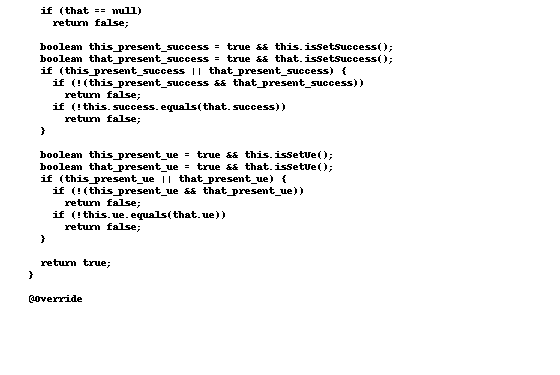 if (that == null)
return false;
boolean this_present_success = true && this.isSetSuccess();
boolean that_present_success = true && that.isSetSuccess();
if (this_present_success || that_present_success) {
if (!(this_present_success && that_present_success))
return false;
if (!this.success.equals(that.success))
return false;
}
boolean this_present_ue = true && this.isSetUe();
boolean that_present_ue = true && that.isSetUe();
if (this_present_ue || that_present_ue) {
if (!(this_present_ue && that_present_ue))
return false;
if (!this.ue.equals(that.ue))
return false;
}
return true;
}
@Override